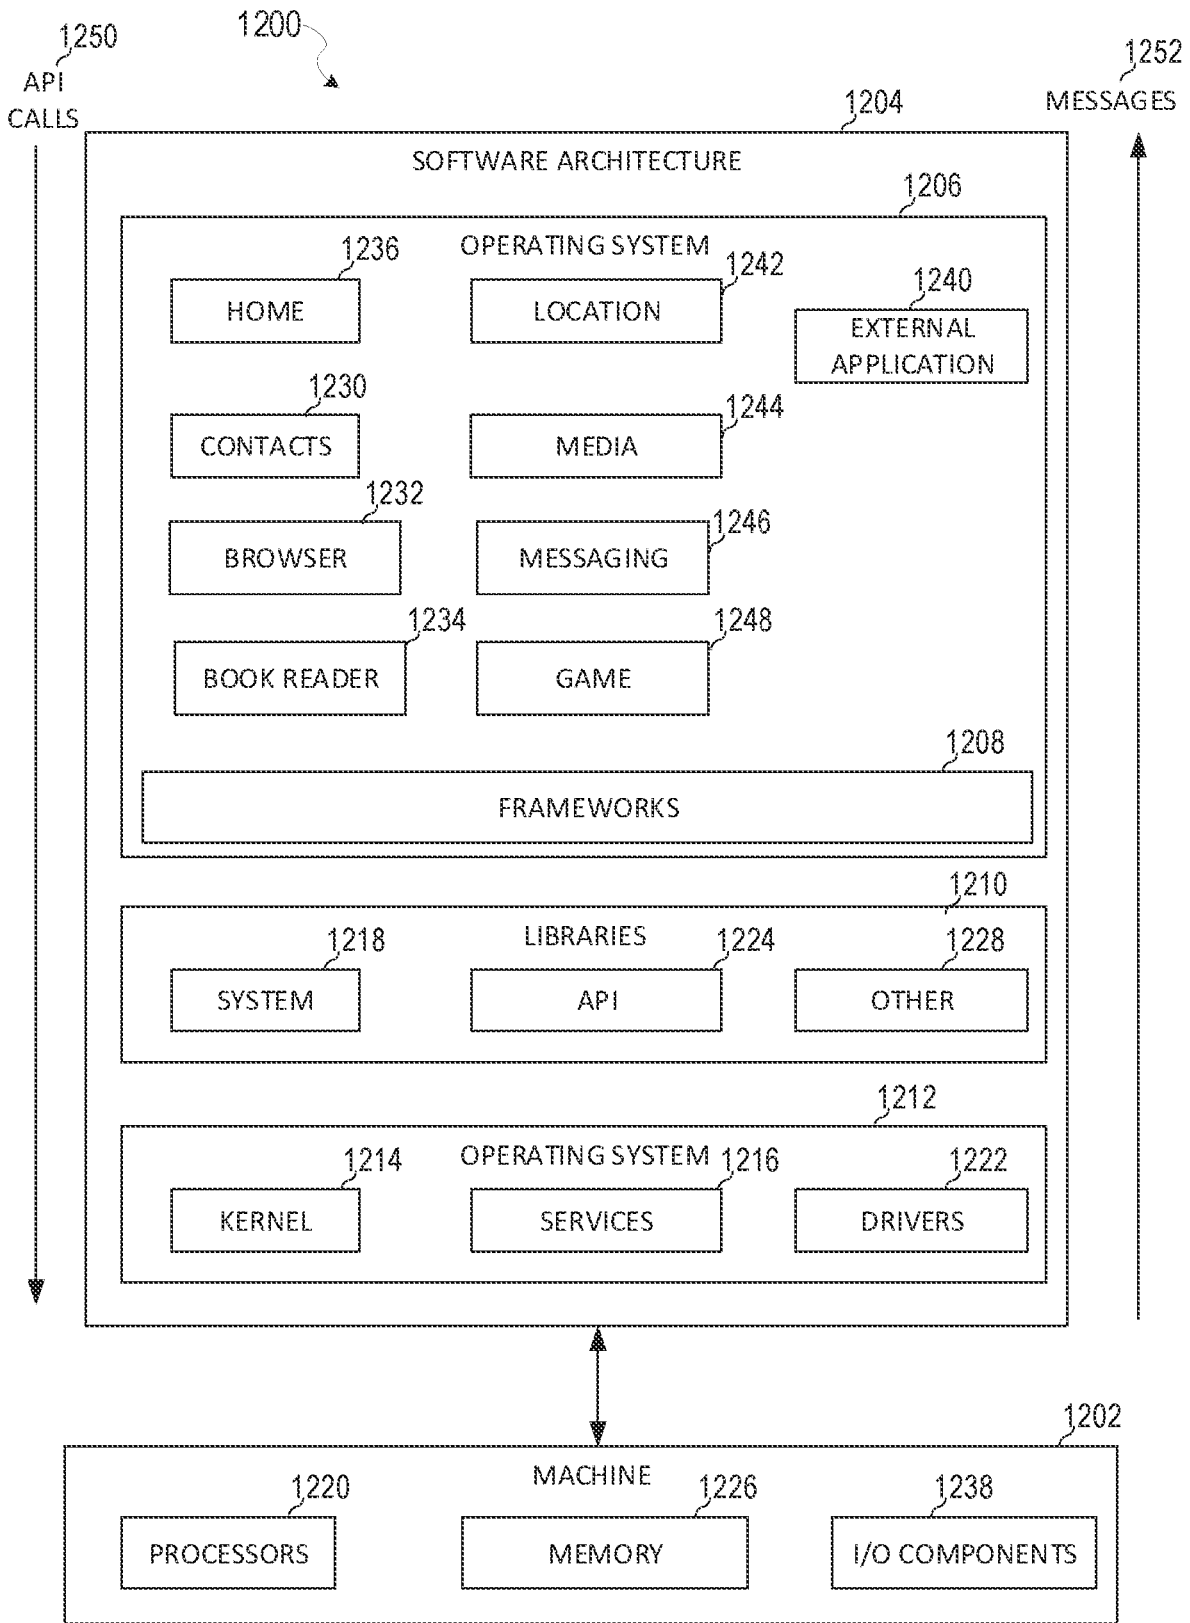 1200
1250
API
CALLS
1252
MESSAGES
1204
SOFTWARE ARCHITECTURE
1206
OPERATING SYSTEM
1236
HOME
1242
LOCATION
1240
EXTERNAL
APPLICATION
1230
CONTACTS
1244
MEDIA
1232
BROWSER
1246
MESSAGING
1234
BOOK READER
1248
GAME
1208
FRAMEWORKS
1210
LIBRARIES
1218
SYSTEM
1224
API
1228
OTHER
1212
OPERATING SYSTEM
1214
KERNEL
1216
SERVICES
1222
DRIVERS
1202
MACHINE
1220
PROCESSORS
1226
MEMORY
1238
I/O COMPONENTS